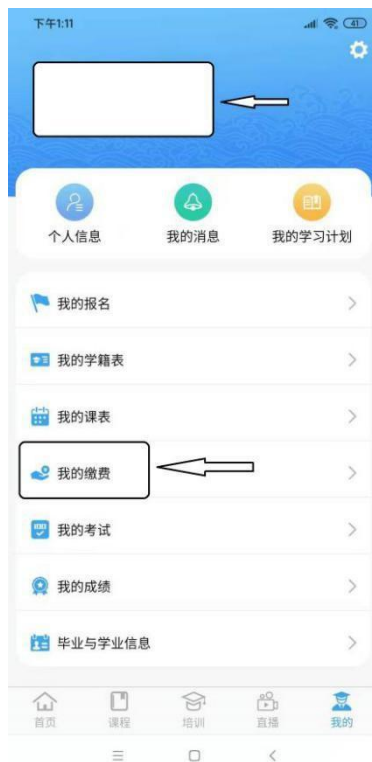 下午1:11
41
个人信息
我的消息
我的学习计划
我的报名
我的学籍表
我的课表
我的缴费
我的考试
我的成绩
毕业与学业信息
首页
课程
培训
直播
我的